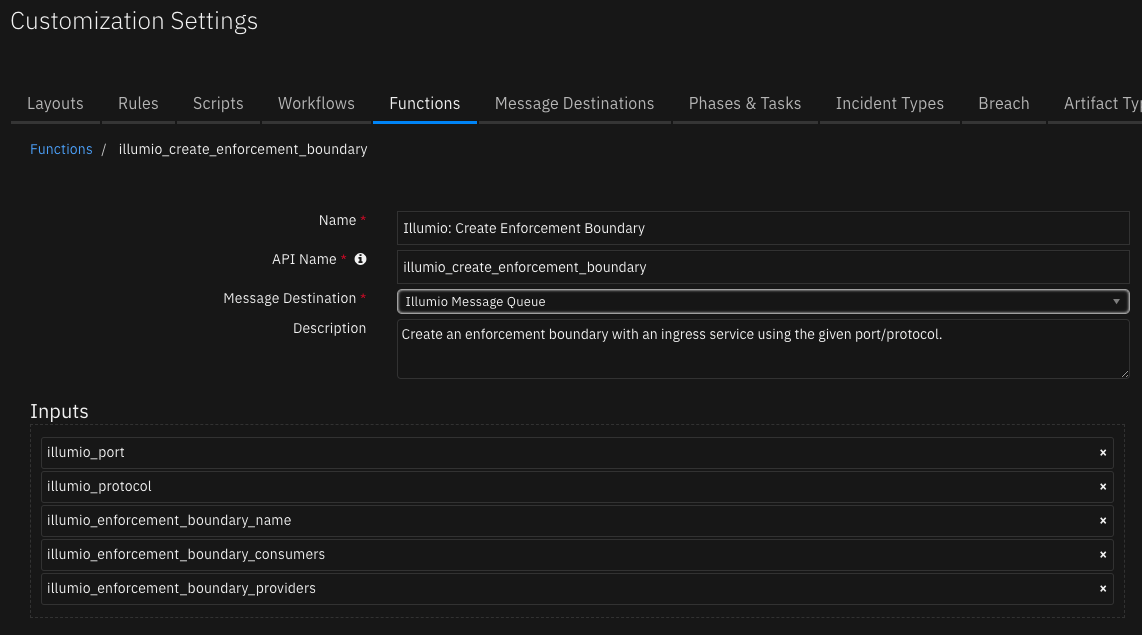 Customization Settings
Layouts Rules Scripts Workflows Functions Message Destinations Phases & Tasks Incident Types Breach Artifact Typ
Functions / illumio_create_enforcement_boundary
Name * Illumio: Create Enforcement Boundary
API Name * illumio_create_enforcement_boundary
Message Destination * Illumio Message Queue
Description Create an enforcement boundary with an ingress service using the given port/protocol.
Inputs
illumio_port ×
illumio_protocol ×
illumio_enforcement_boundary_name ×
illumio_enforcement_boundary_consumers ×
illumio_enforcement_boundary_providers ×